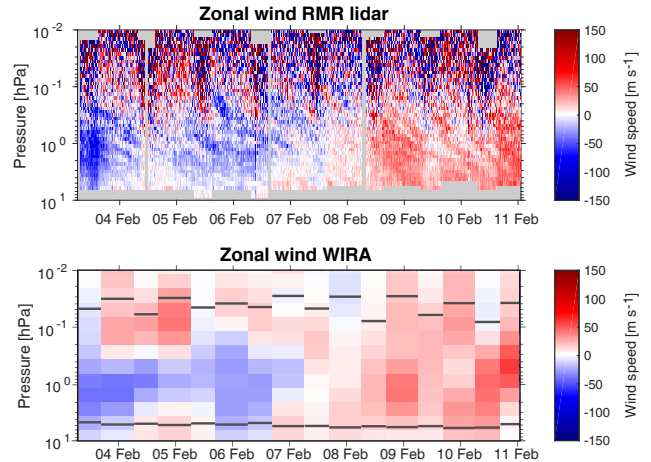 Zonal wind RMR lidar
Pressure [hPa]
10^-2
10^-1
10^0
10^1
04 Feb 05 Feb 06 Feb 07 Feb 08 Feb 09 Feb 10 Feb 11 Feb
150
100
50
0
-50
-100
-150
Wind speed [m s^-1]
Zonal wind WIRA
Pressure [hPa]
10^-2
10^-1
10^0
10^1
04 Feb 05 Feb 06 Feb 07 Feb 08 Feb 09 Feb 10 Feb 11 Feb
150
100
50
0
-50
-100
-150
Wind speed [m s^-1]